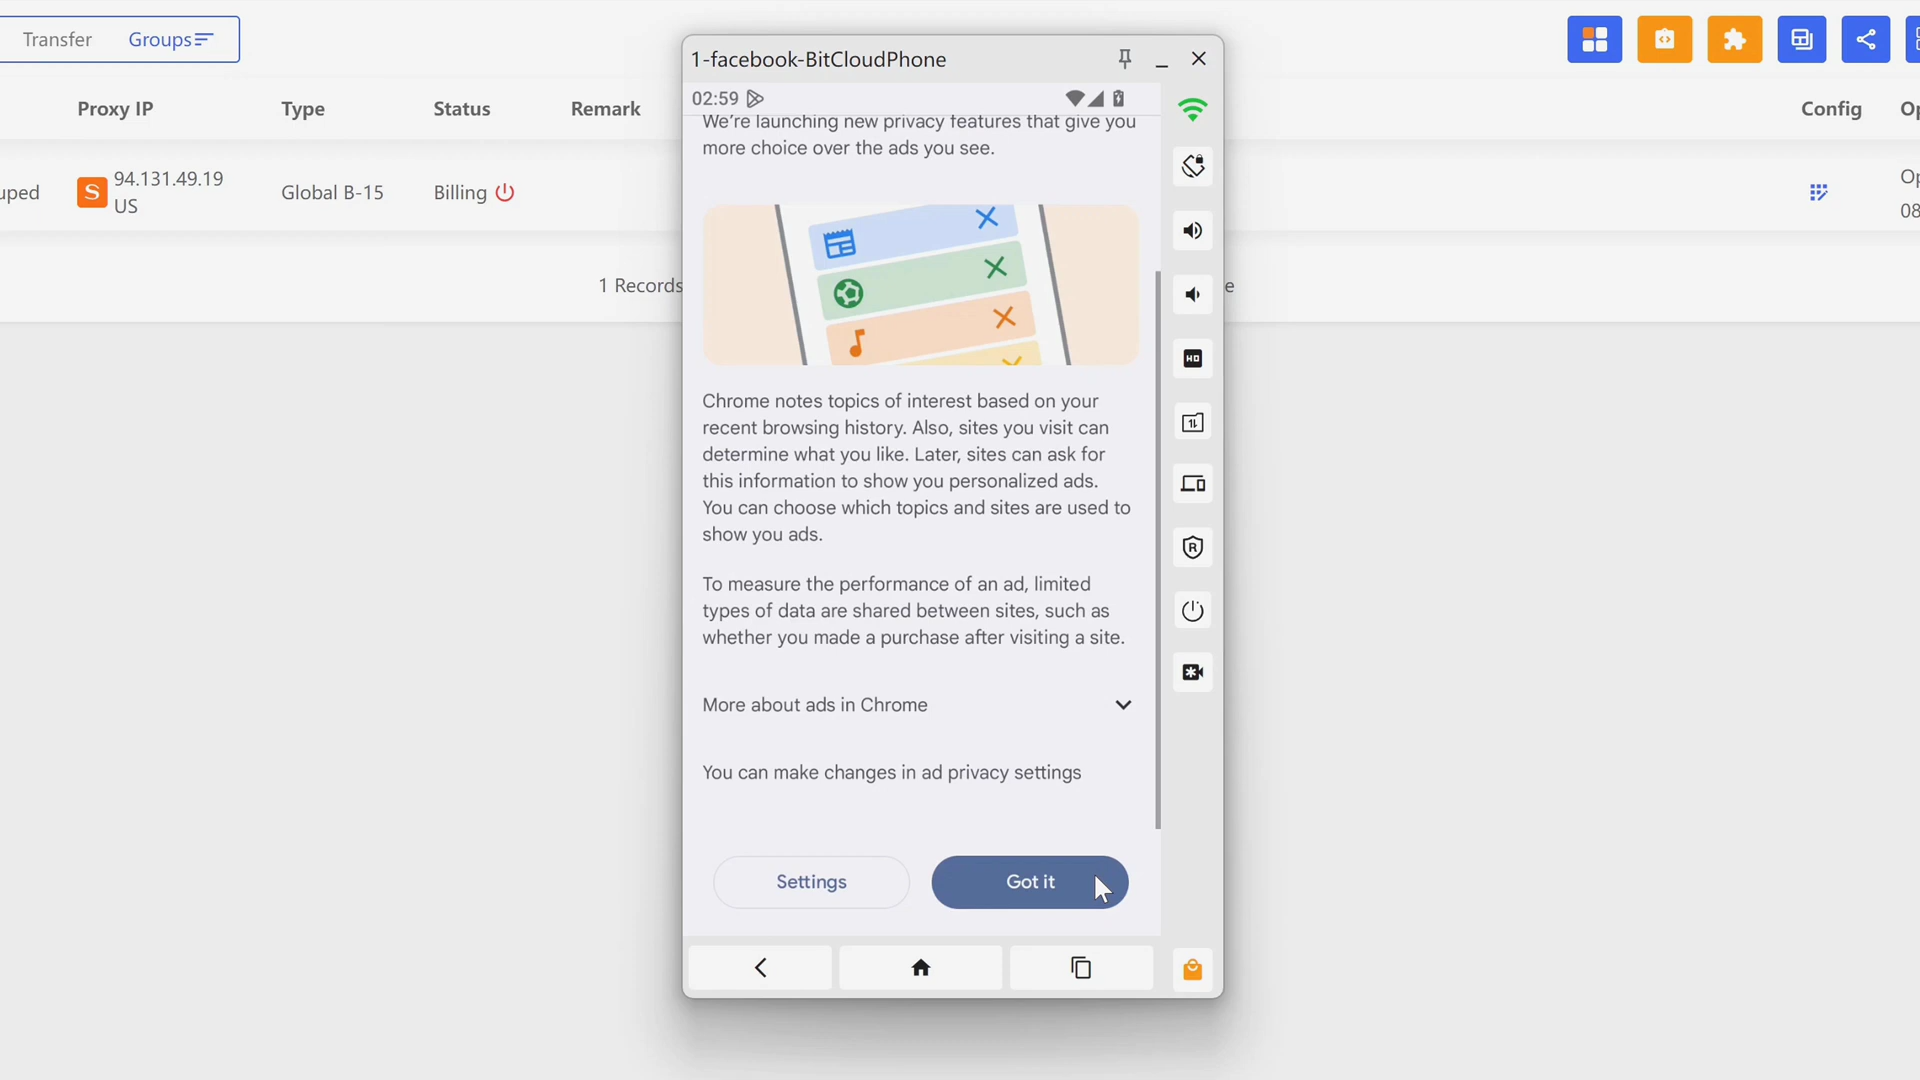 Transfer Groups
Proxy IP Type Status Remark Config Op
uped S 94.131.49.19 Global B-15 Billing Op
US 08
1 Records e
1-facebook-BitCloudPhone
02:59
We're launching new privacy features that give you
more choice over the ads you see.
Chrome notes topics of interest based on your
recent browsing history. Also, sites you visit can
determine what you like. Later, sites can ask for
this information to show you personalized ads.
You can choose which topics and sites are used to
show you ads.
To measure the performance of an ad, limited
types of data are shared between sites, such as
whether you made a purchase after visiting a site.
More about ads in Chrome
You can make changes in ad privacy settings
Settings Got it
HD
R